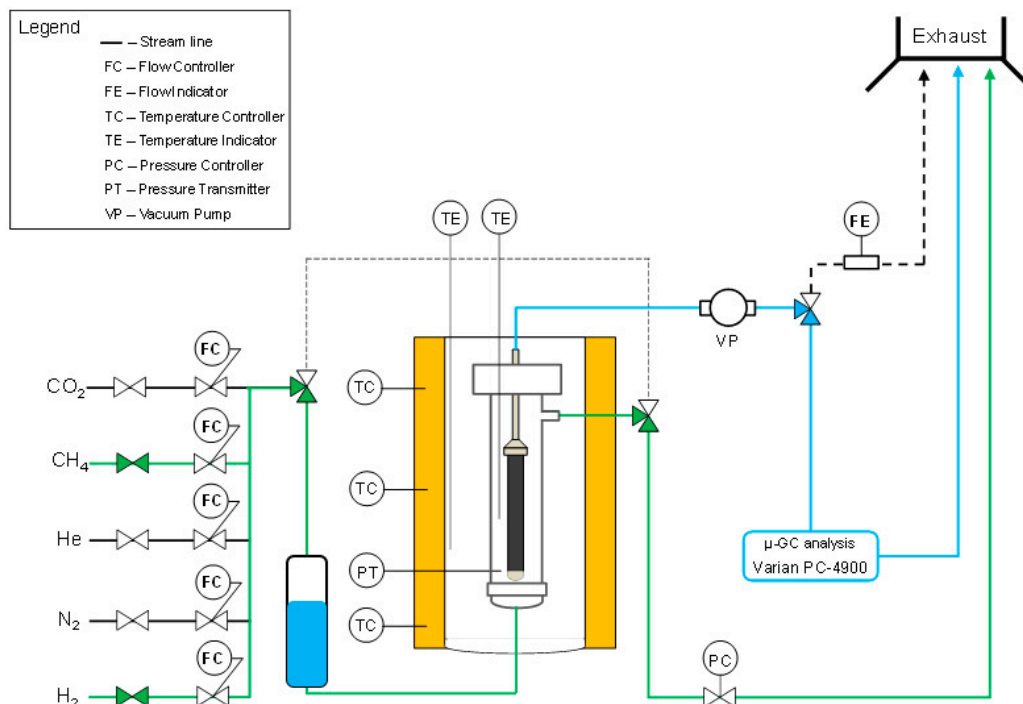 Legend
– Stream line
FC – Flow Controller
FE – FlowIndicator
TC – Temperature Controller
TE – Temperature Indicator
PC – Pressure Controller
PT – Pressure Transmitter
VP – Vacuum Pump
Exhaust
TE
TE
FE
VP
FC
CO₂
TC
FC
CH₄
TC
FC
He
µ-GC analysis
Varian PC-4900
PT
FC
N₂
TC
FC
PC
H₂